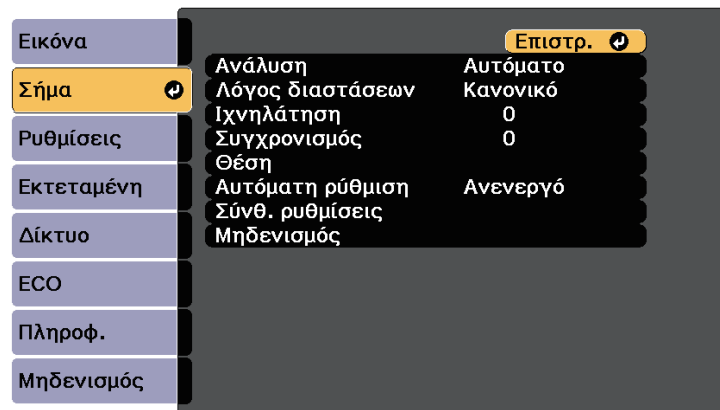 Εικόνα
Σήμα
Ρυθμίσεις
Εκτεταμένη
Δίκτυο
ECO
Πληροφ.
Μηδενισμός
Επιστρ.
Ανάλυση Αυτόματο
Λόγος διαστάσεων Κανονικό
Ιχνηλάτηση 0
Συγχρονισμός 0
Θέση
Αυτόματη ρύθμιση Ανενεργό
Σύνθ. ρυθμίσεις
Μηδενισμός